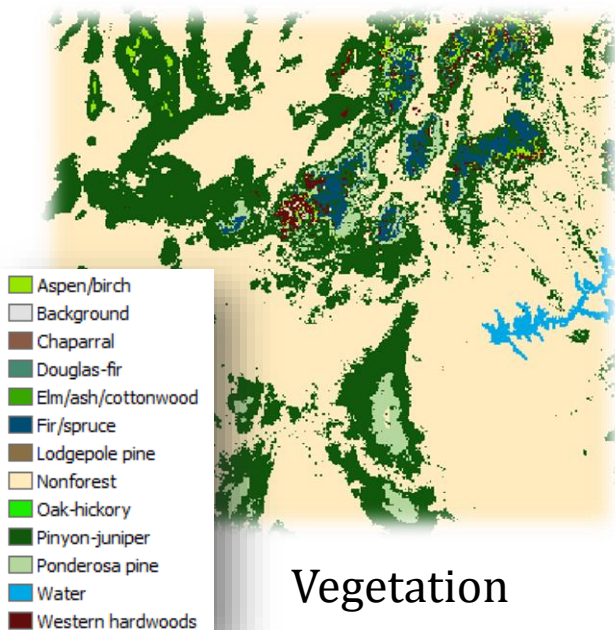 Aspen/birch
Background
Chaparral
Douglas-fir
Elm/ash/cottonwood
Fir/spruce
Lodgepole pine
Nonforest
Oak-hickory
Pinyon-juniper
Ponderosa pine
Water
Western hardwoods
Vegetation